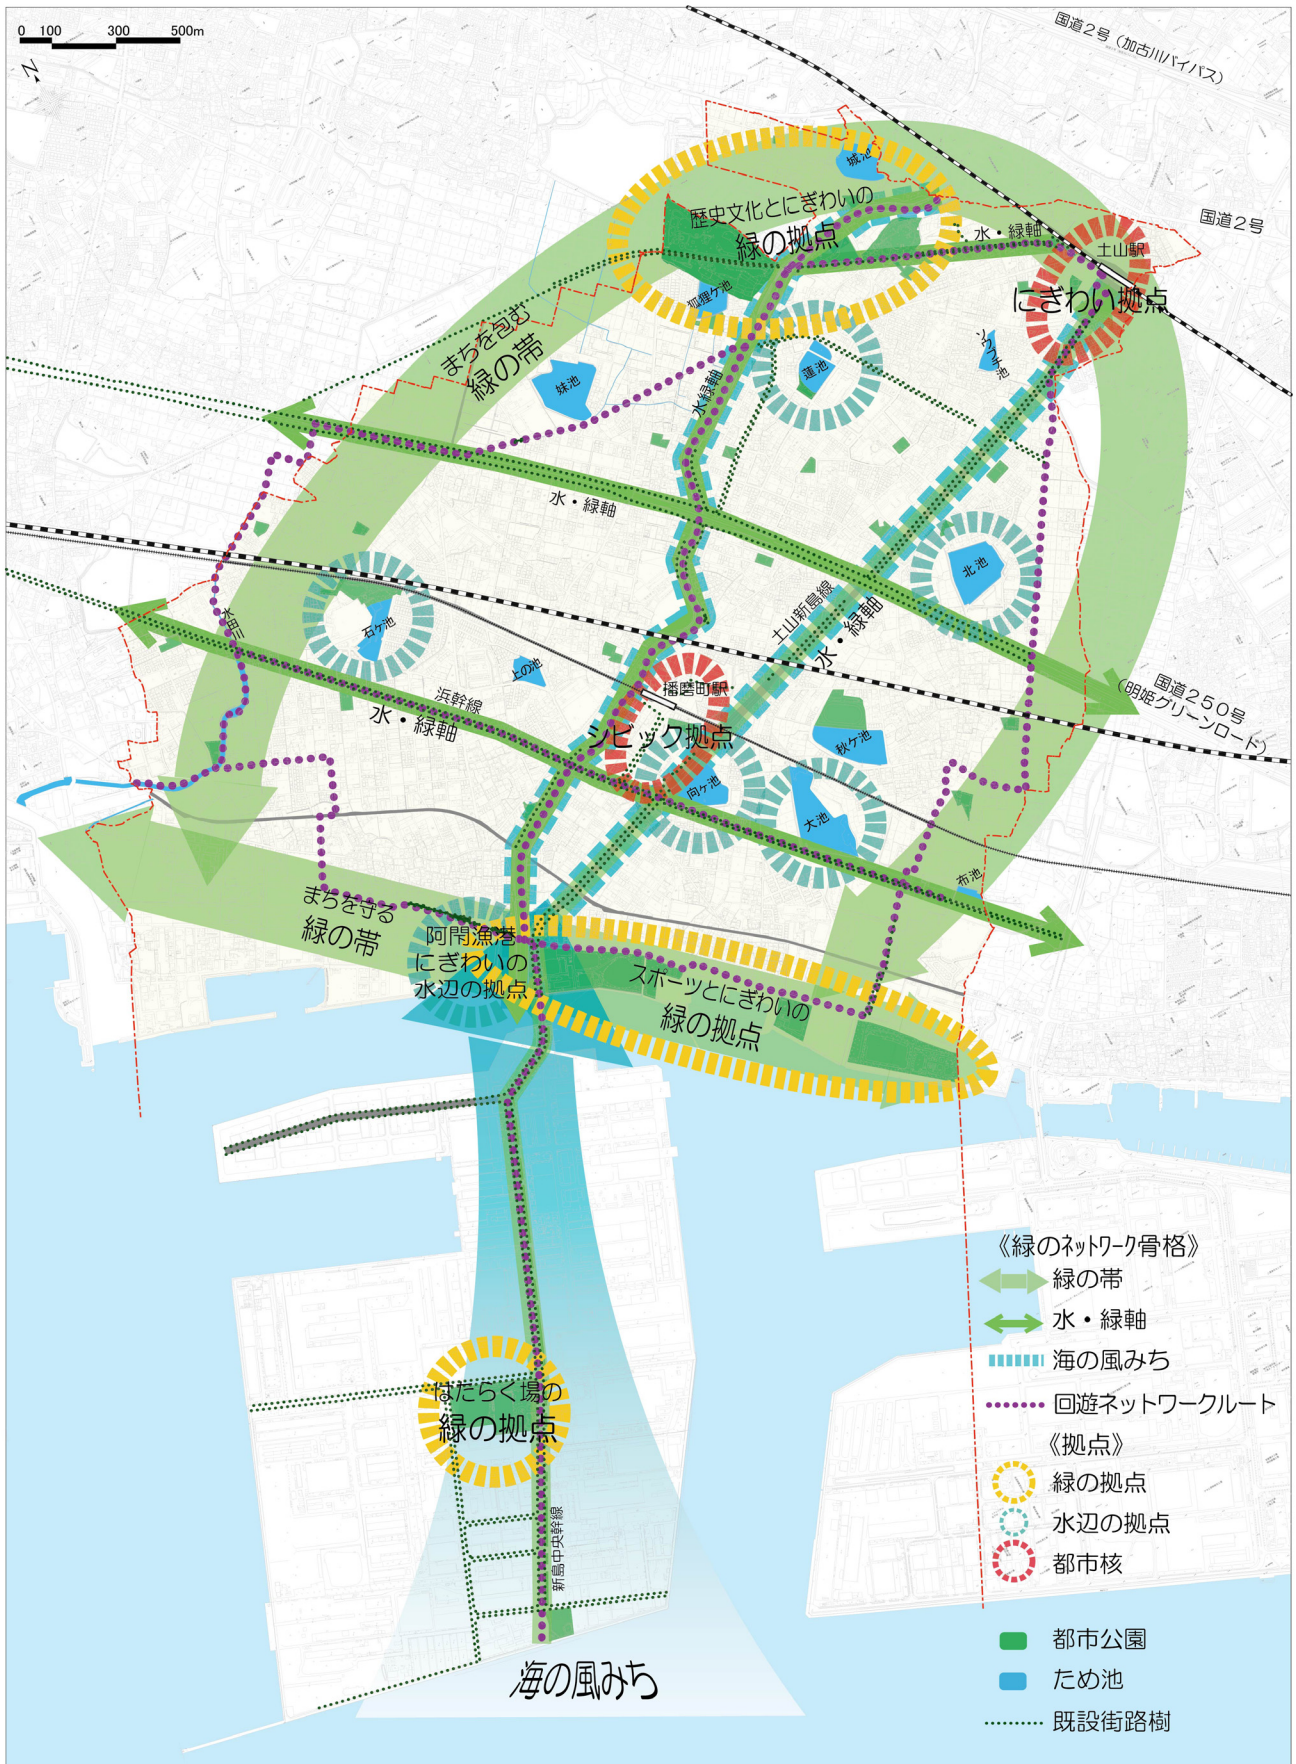 0 100 300 500m
N
国道2号（加古川バイパス）
国道2号
城池
歴史文化とにぎわいの
緑の拠点
水・緑軸
土山駅
にぎわい拠点
狐狸ケ池
まちを包む
緑の帯
妹池
蓮池
ソウブチ池
水緑軸
水・緑軸
北池
水田川
石ケ池
上の池
土山新島線
水・緑軸
浜幹線
水・緑軸
播磨町駅
シビック拠点
国道250号
（明姫グリーンロード）
秋ケ池
向ケ池
大池
布池
まちを守る
緑の帯
阿閇漁港
にぎわいの
水辺の拠点
スポーツとにぎわいの
緑の拠点
はたらく場の
緑の拠点
新島中央幹線
海の風みち
《緑のネットワーク骨格》
緑の帯
水・緑軸
海の風みち
回遊ネットワークルート
《拠点》
緑の拠点
水辺の拠点
都市核
都市公園
ため池
既設街路樹